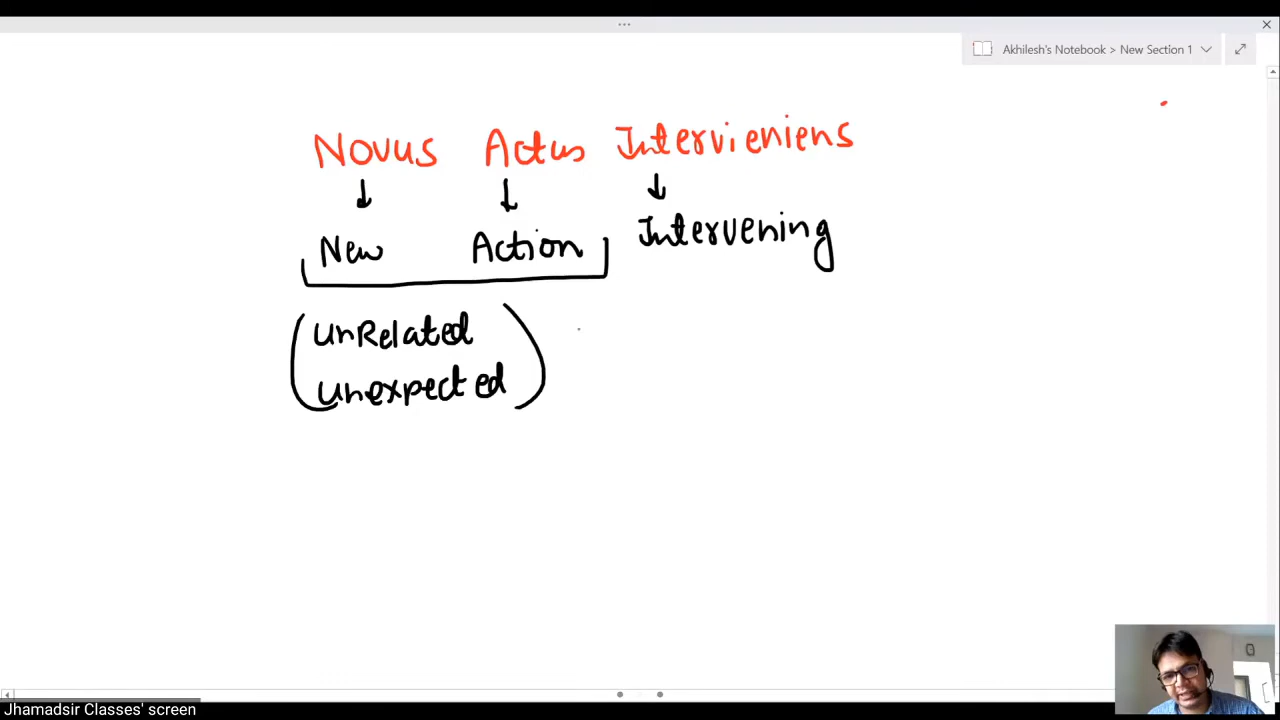 Akhilesh's Notebook > New Section 1
Novus Actus Intervieniens
New Action Intervening
UnRelated
unexpected
Jhamadsir Classes' screen